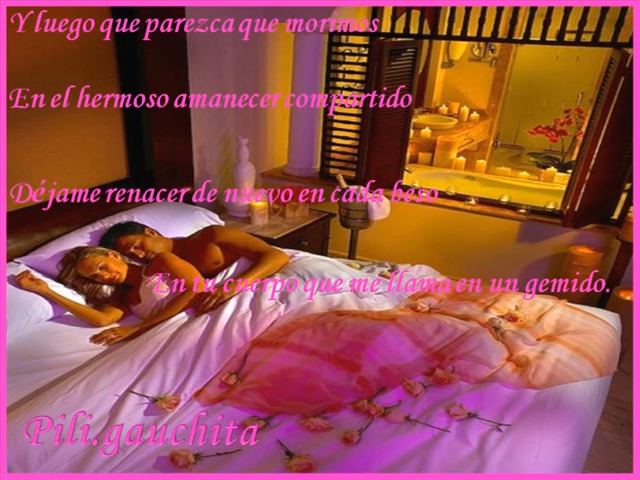 Y luego que parezca que morimos
En el hermoso amanecer compartido
Déjame renacer de nuevo en cada beso
En tu cuerpo que me llama en un gemido.
Pili.gauchita